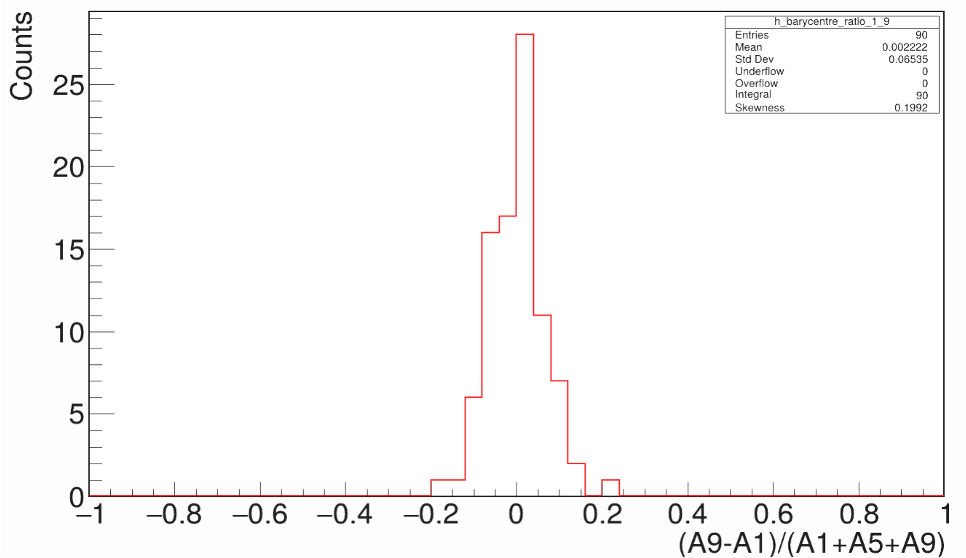 h_barycentre_ratio_1_9
Entries 90
Mean 0.002222
Std Dev 0.06535
Underflow 0
Overflow 0
Integral 90
Skewness 0.1992
Counts
25
20
15
10
5
0
−1 −0.8 −0.6 −0.4 −0.2 0 0.2 0.4 0.6 0.8 1
(A9-A1)/(A1+A5+A9)